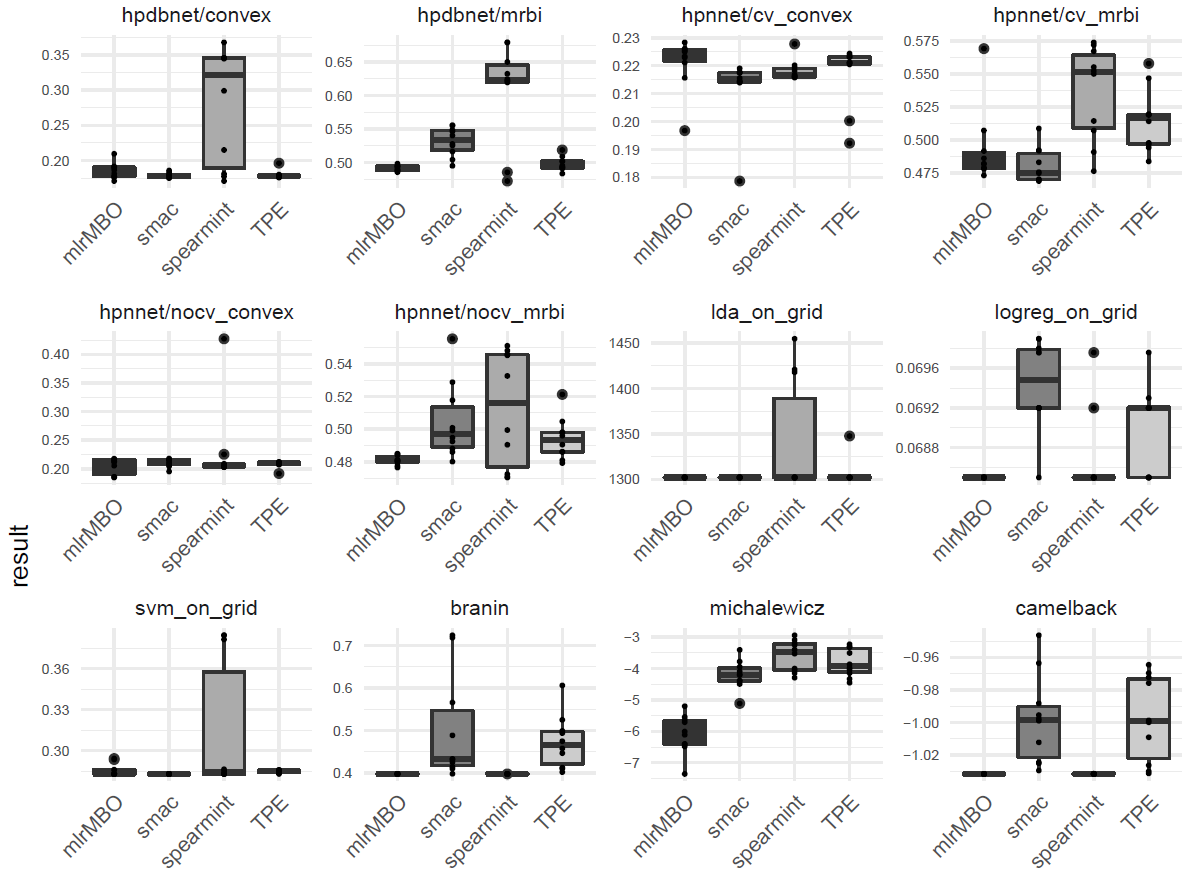 hpdbnet/convex
hpdbnet/mrbi
hpnnet/cv_convex
hpnnet/cv_mrbi
0.35
0.30
0.25
0.20
0.65
0.60
0.55
0.50
0.23
0.22
0.21
0.20
0.19
0.18
0.575
0.550
0.525
0.500
0.475
mlrMBO
smac
spearmint
TPE
mlrMBO
smac
spearmint
TPE
mlrMBO
smac
spearmint
TPE
mlrMBO
smac
spearmint
TPE
hpnnet/nocv_convex
hpnnet/nocv_mrbi
lda_on_grid
logreg_on_grid
0.40
0.35
0.30
0.25
0.20
0.54
0.52
0.50
0.48
1450
1400
1350
1300
0.0696
0.0692
0.0688
mlrMBO
smac
spearmint
TPE
mlrMBO
smac
spearmint
TPE
mlrMBO
smac
spearmint
TPE
mlrMBO
smac
spearmint
TPE
result
svm_on_grid
branin
michalewicz
camelback
0.36
0.33
0.30
0.7
0.6
0.5
0.4
−3
−4
−5
−6
−7
−0.96
−0.98
−1.00
−1.02
mlrMBO
smac
spearmint
TPE
mlrMBO
smac
spearmint
TPE
mlrMBO
smac
spearmint
TPE
mlrMBO
smac
spearmint
TPE